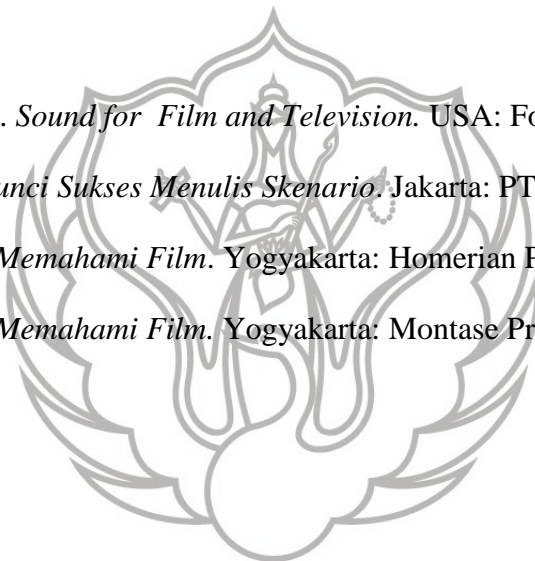 . Sound for Film and Television. USA: Fo
unci Sukses Menulis Skenario. Jakarta: PT
Memahami Film. Yogyakarta: Homerian P
Memahami Film. Yogyakarta: Montase Pr